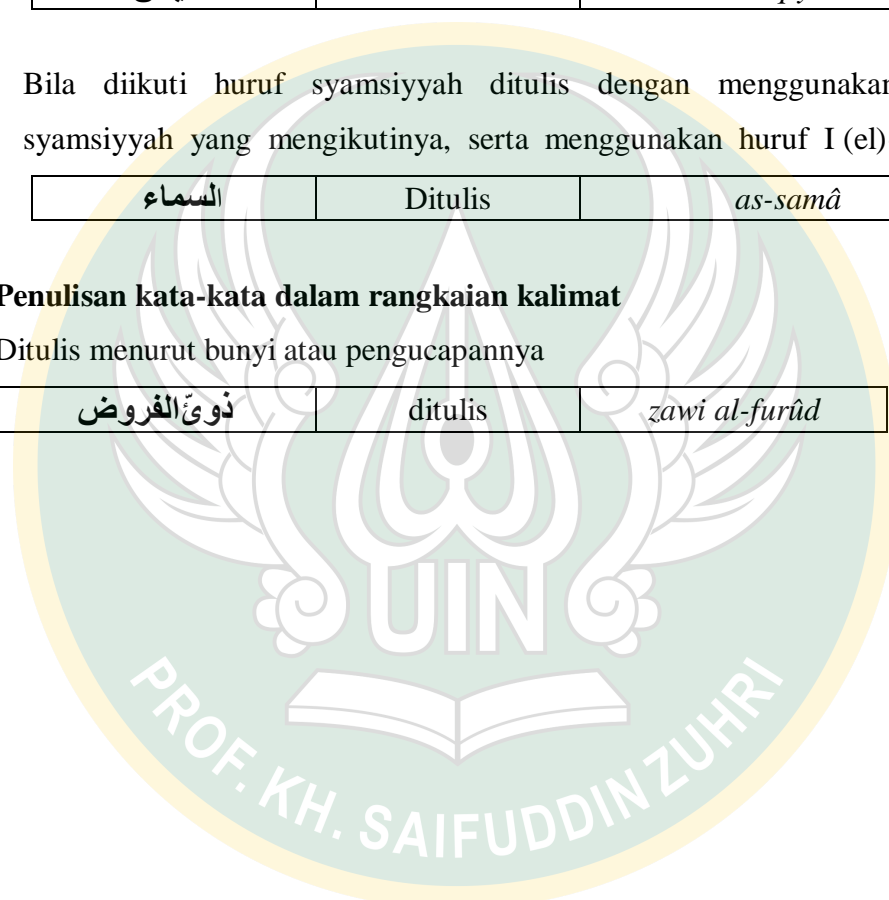 Bila diikuti huruf syamsiyyah ditulis dengan menggunakan
syamsiyyah yang mengikutinya, serta menggunakan huruf I (el)
السماء Ditulis as-samâ
Penulisan kata-kata dalam rangkaian kalimat
Ditulis menurut bunyi atau pengucapannya
ذوىّالفروض ditulis zawi al-furûd
UIN
PROF. KH. SAIFUDDIN ZUHRI